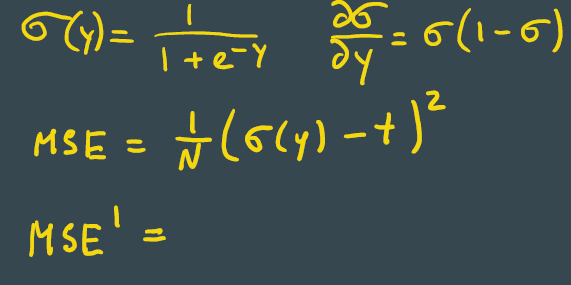 σ(y) = 1 / (1 + e^-y)    ∂σ/∂y = σ(1 - σ)
MSE = 1/N (σ(y) - t)^2
MSE' =